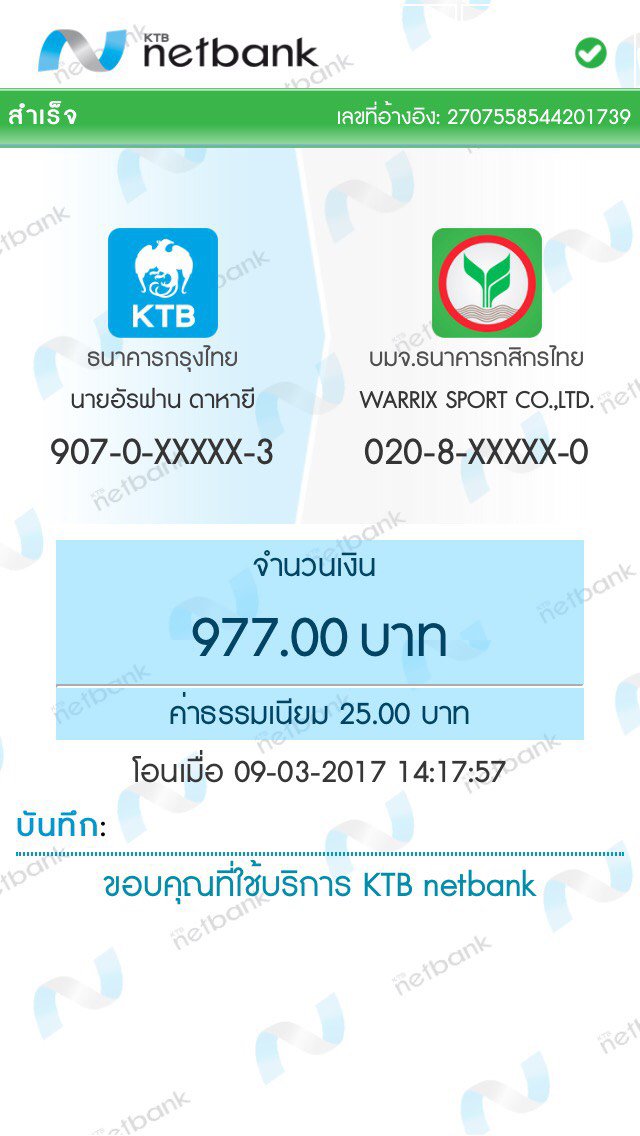 KTB
netbank
สำเร็จ
เลขที่อ้างอิง: 2707558544201739
KTB
ธนาคารกรุงไทย
นายอัรฟาน ดาหายี
907-0-XXXXX-3
บมจ.ธนาคารกสิกรไทย
WARRIX SPORT CO.,LTD.
020-8-XXXXX-0
จำนวนเงิน
977.00 บาท
ค่าธรรมเนียม 25.00 บาท
โอนเมื่อ 09-03-2017 14:17:57
บันทึก:
ขอบคุณที่ใช้บริการ KTB netbank